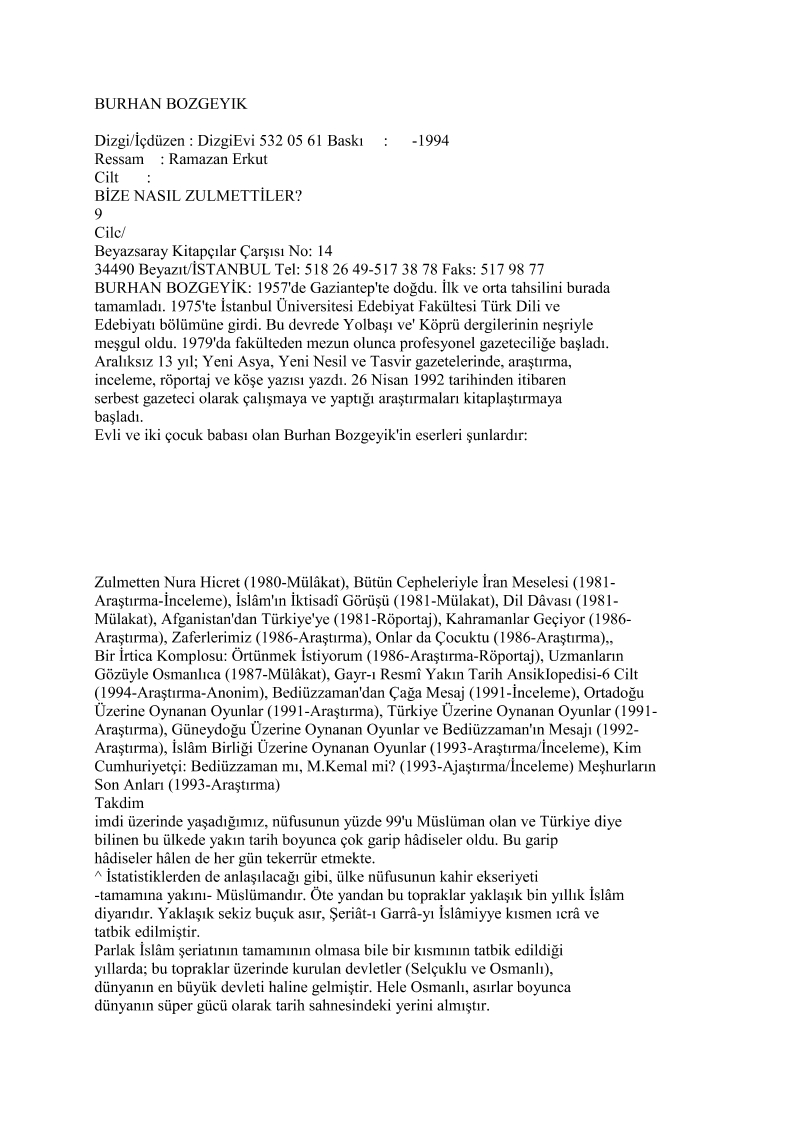 BURHAN BOZGEYIK
Dizgi/İçdüzen : DizgiEvi 532 05 61 Baskı : -1994
Ressam : Ramazan Erkut
Cilt :
BİZE NASIL ZULMETTİLER?
9
Cilc/
Beyazsaray Kitapçılar Çarşısı No: 14
34490 Beyazıt/İSTANBUL Tel: 518 26 49-517 38 78 Faks: 517 98 77
BURHAN BOZGEYİK: 1957'de Gaziantep'te doğdu. İlk ve orta tahsilini burada
tamamladı. 1975'te İstanbul Üniversitesi Edebiyat Fakültesi Türk Dili ve
Edebiyatı bölümüne girdi. Bu devrede Yolbaşı ve' Köprü dergilerinin neşriyle
meşgul oldu. 1979'da fakülteden mezun olunca profesyonel gazeteciliğe başladı.
Aralıksız 13 yıl; Yeni Asya, Yeni Nesil ve Tasvir gazetelerinde, araştırma,
inceleme, röportaj ve köşe yazısı yazdı. 26 Nisan 1992 tarihinden itibaren
serbest gazeteci olarak çalışmaya ve yaptığı araştırmaları kitaplaştırmaya
başladı.
Evli ve iki çocuk babası olan Burhan Bozgeyik'in eserleri şunlardır:
Zulmetten Nura Hicret (1980-Mülâkat), Bütün Cepheleriyle İran Meselesi (1981-
Araştırma-İnceleme), İslâm'ın İktisadî Görüşü (1981-Mülakat), Dil Dâvası (1981-
Mülakat), Afganistan'dan Türkiye'ye (1981-Röportaj), Kahramanlar Geçiyor (1986-
Araştırma), Zaferlerimiz (1986-Araştırma), Onlar da Çocuktu (1986-Araştırma),,
Bir İrtica Komplosu: Örtünmek İstiyorum (1986-Araştırma-Röportaj), Uzmanların
Gözüyle Osmanlıca (1987-Mülâkat), Gayr-ı Resmî Yakın Tarih AnsikIopedisi-6 Cilt
(1994-Araştırma-Anonim), Bediüzzaman'dan Çağa Mesaj (1991-İnceleme), Ortadoğu
Üzerine Oynanan Oyunlar (1991-Araştırma), Türkiye Üzerine Oynanan Oyunlar (1991-
Araştırma), Güneydoğu Üzerine Oynanan Oyunlar ve Bediüzzaman'ın Mesajı (1992-
Araştırma), İslâm Birliği Üzerine Oynanan Oyunlar (1993-Araştırma/İnceleme), Kim
Cumhuriyetçi: Bediüzzaman mı, M.Kemal mi? (1993-Ajaştırma/İnceleme) Meşhurların
Son Anları (1993-Araştırma)
Takdim
imdi üzerinde yaşadığımız, nüfusunun yüzde 99'u Müslüman olan ve Türkiye diye
bilinen bu ülkede yakın tarih boyunca çok garip hâdiseler oldu. Bu garip
hâdiseler hâlen de her gün tekerrür etmekte.
^ İstatistiklerden de anlaşılacağı gibi, ülke nüfusunun kahir ekseriyeti
-tamamına yakını- Müslümandır. Öte yandan bu topraklar yaklaşık bin yıllık İslâm
diyarıdır. Yaklaşık sekiz buçuk asır, Şeriât-ı Garrâ-yı İslâmiyye kısmen ıcrâ ve
tatbik edilmiştir.
Parlak İslâm şeriatının tamamının olmasa bile bir kısmının tatbik edildiği
yıllarda; bu topraklar üzerinde kurulan devletler (Selçuklu ve Osmanlı),
dünyanın en büyük devleti haline gelmiştir. Hele Osmanlı, asırlar boyunca
dünyanın süper gücü olarak tarih sahnesindeki yerini almıştır.